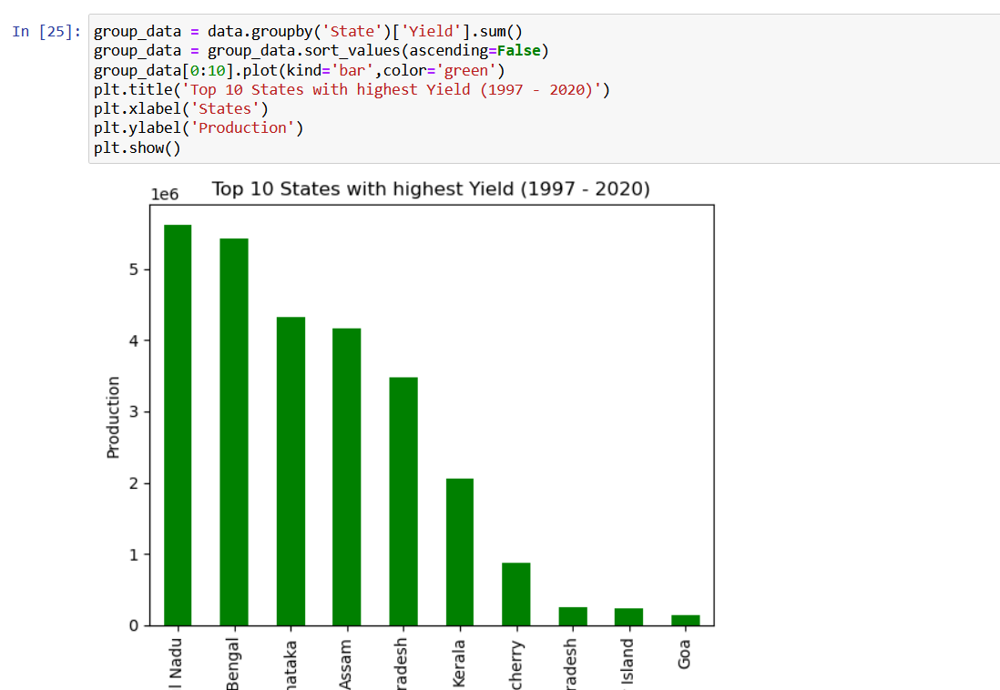 In [25]:
group_data = data.groupby('State')['Yield'].sum()
group_data = group_data.sort_values(ascending=False)
group_data[0:10].plot(kind='bar',color='green')
plt.title('Top 10 States with highest Yield (1997 - 2020)')
plt.xlabel('States')
plt.ylabel('Production')
plt.show()
1e6
Top 10 States with highest Yield (1997 - 2020)
5
4
3
2
1
0
Production
l Nadu
Bengal
nataka
Assam
radesh
Kerala
cherry
radesh
Island
Goa